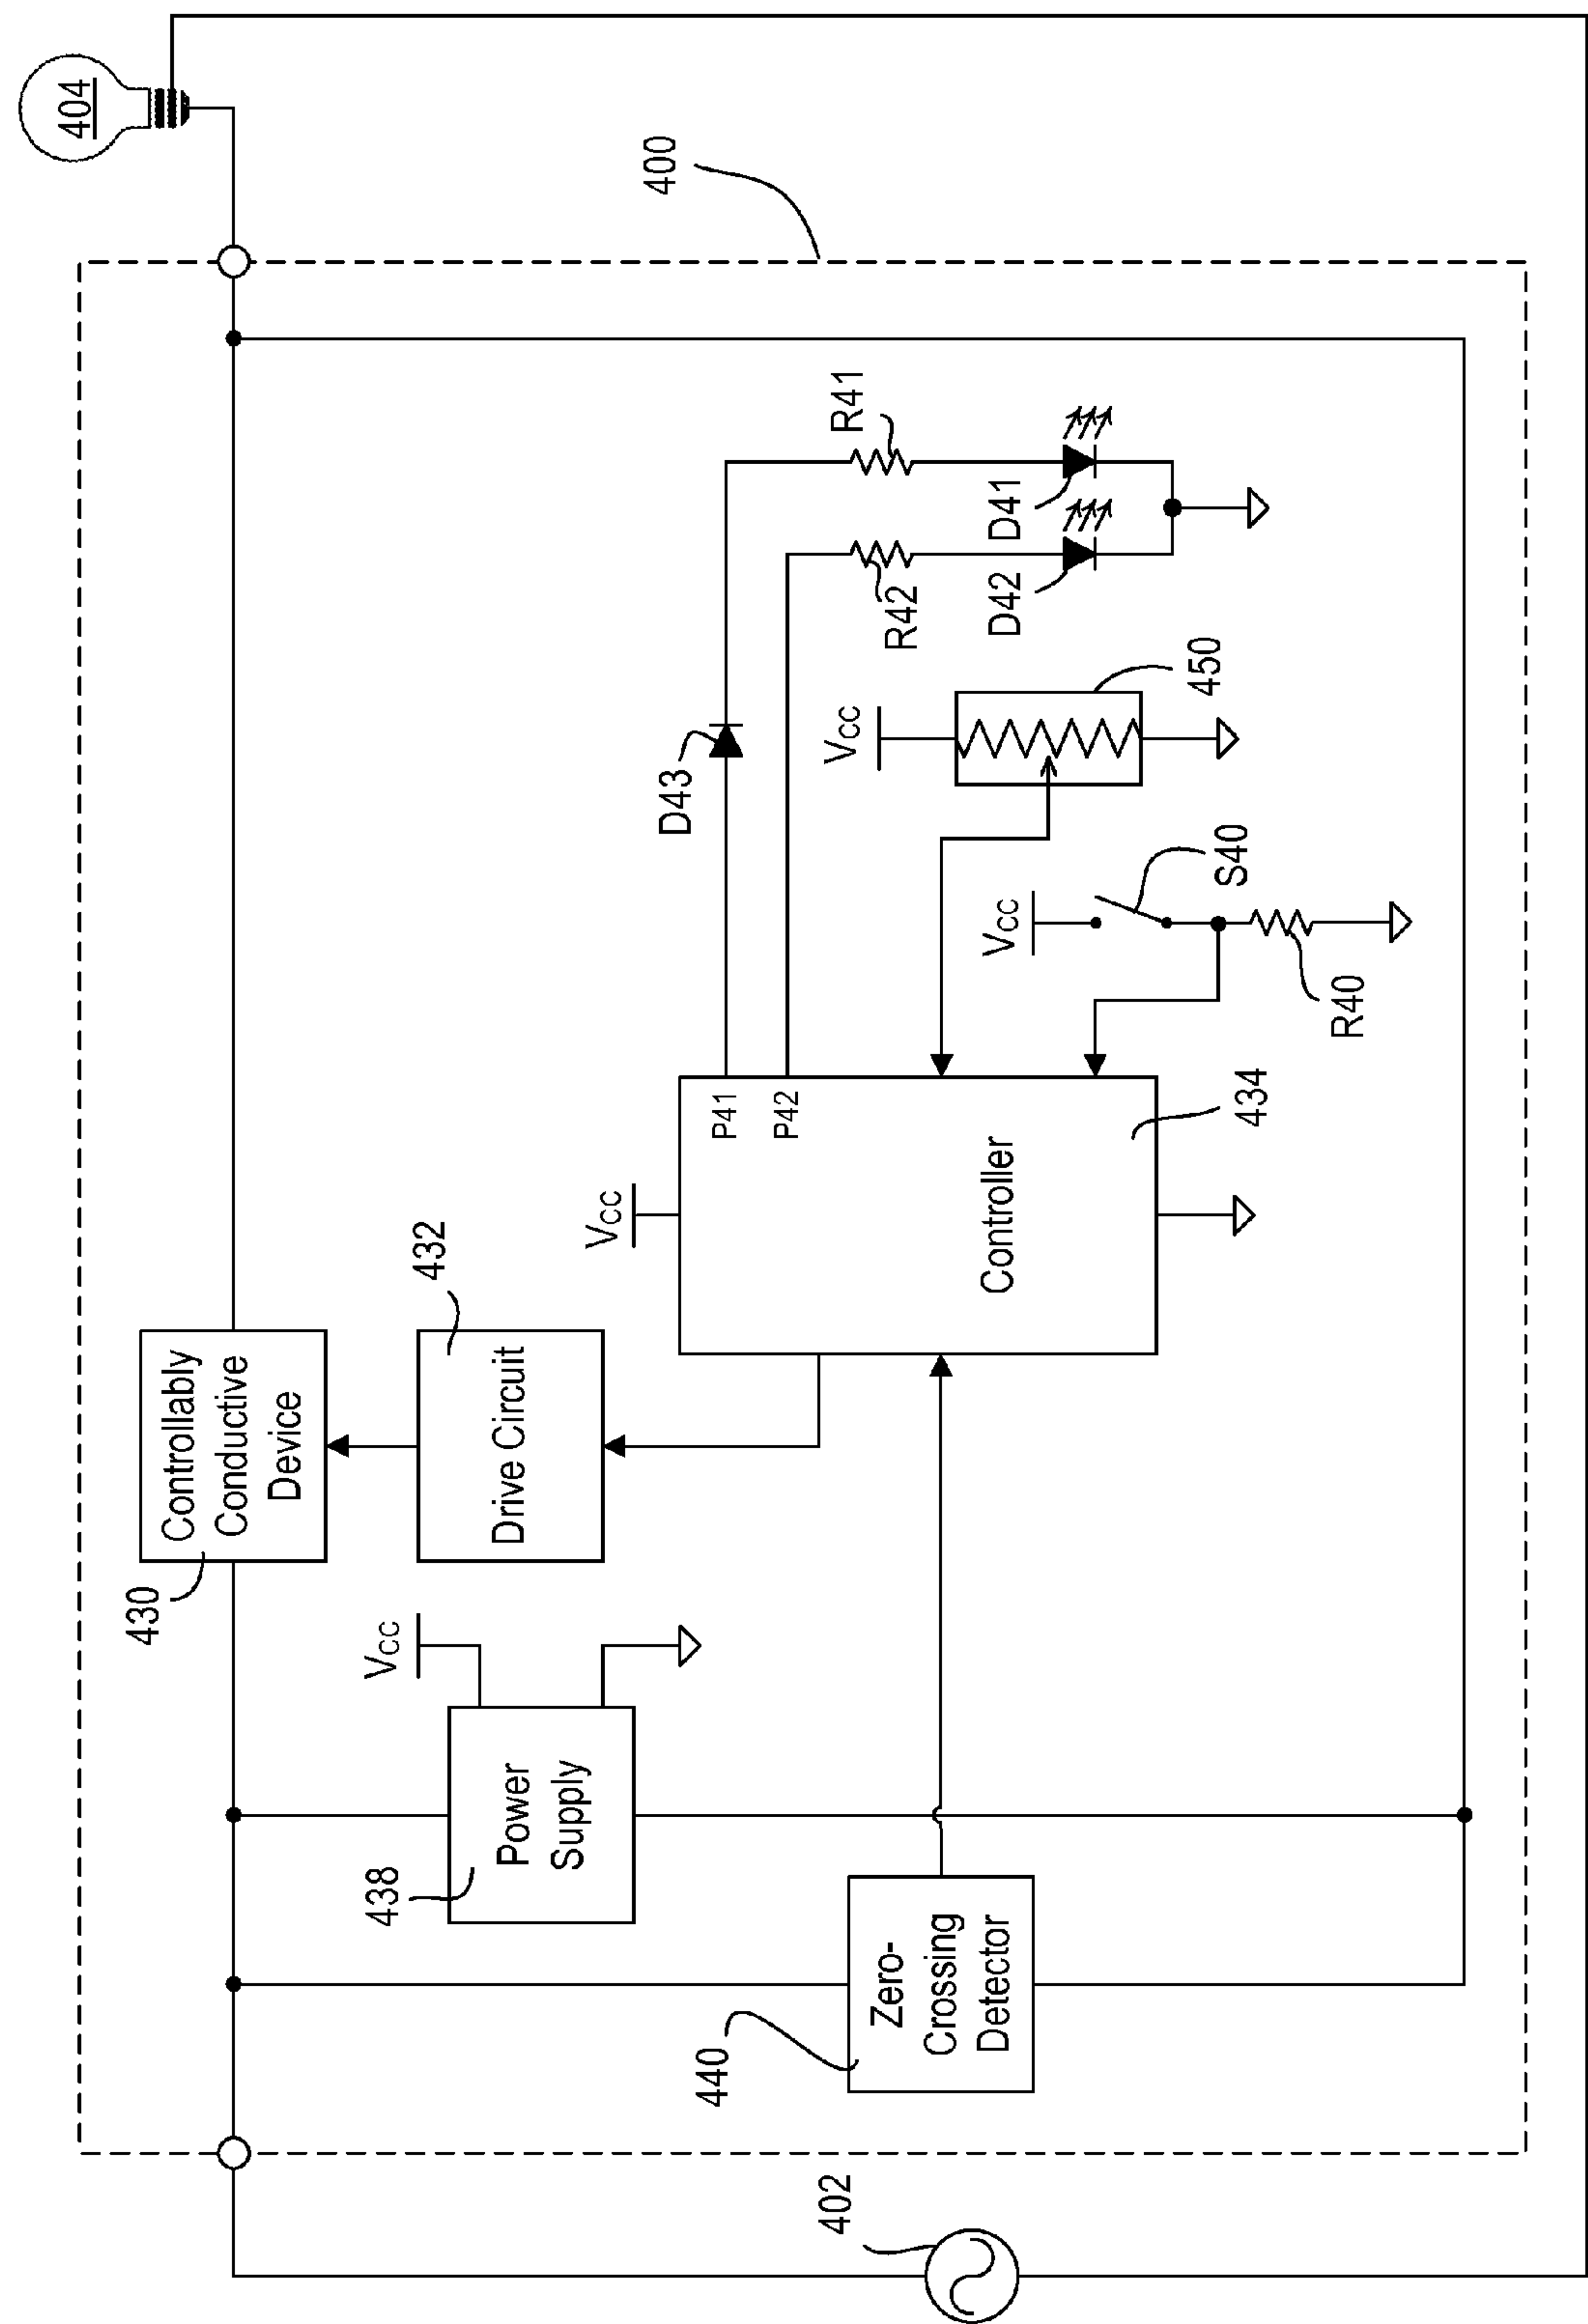 404
400
430
Controllably
Conductive
Device
432
Drive Circuit
Vcc
438
Power
Supply
Vcc
P41
P42
Controller
434
D43
R41
R42
D41
D42
Vcc
450
Vcc
S40
R40
440
Zero-
Crossing
Detector
402